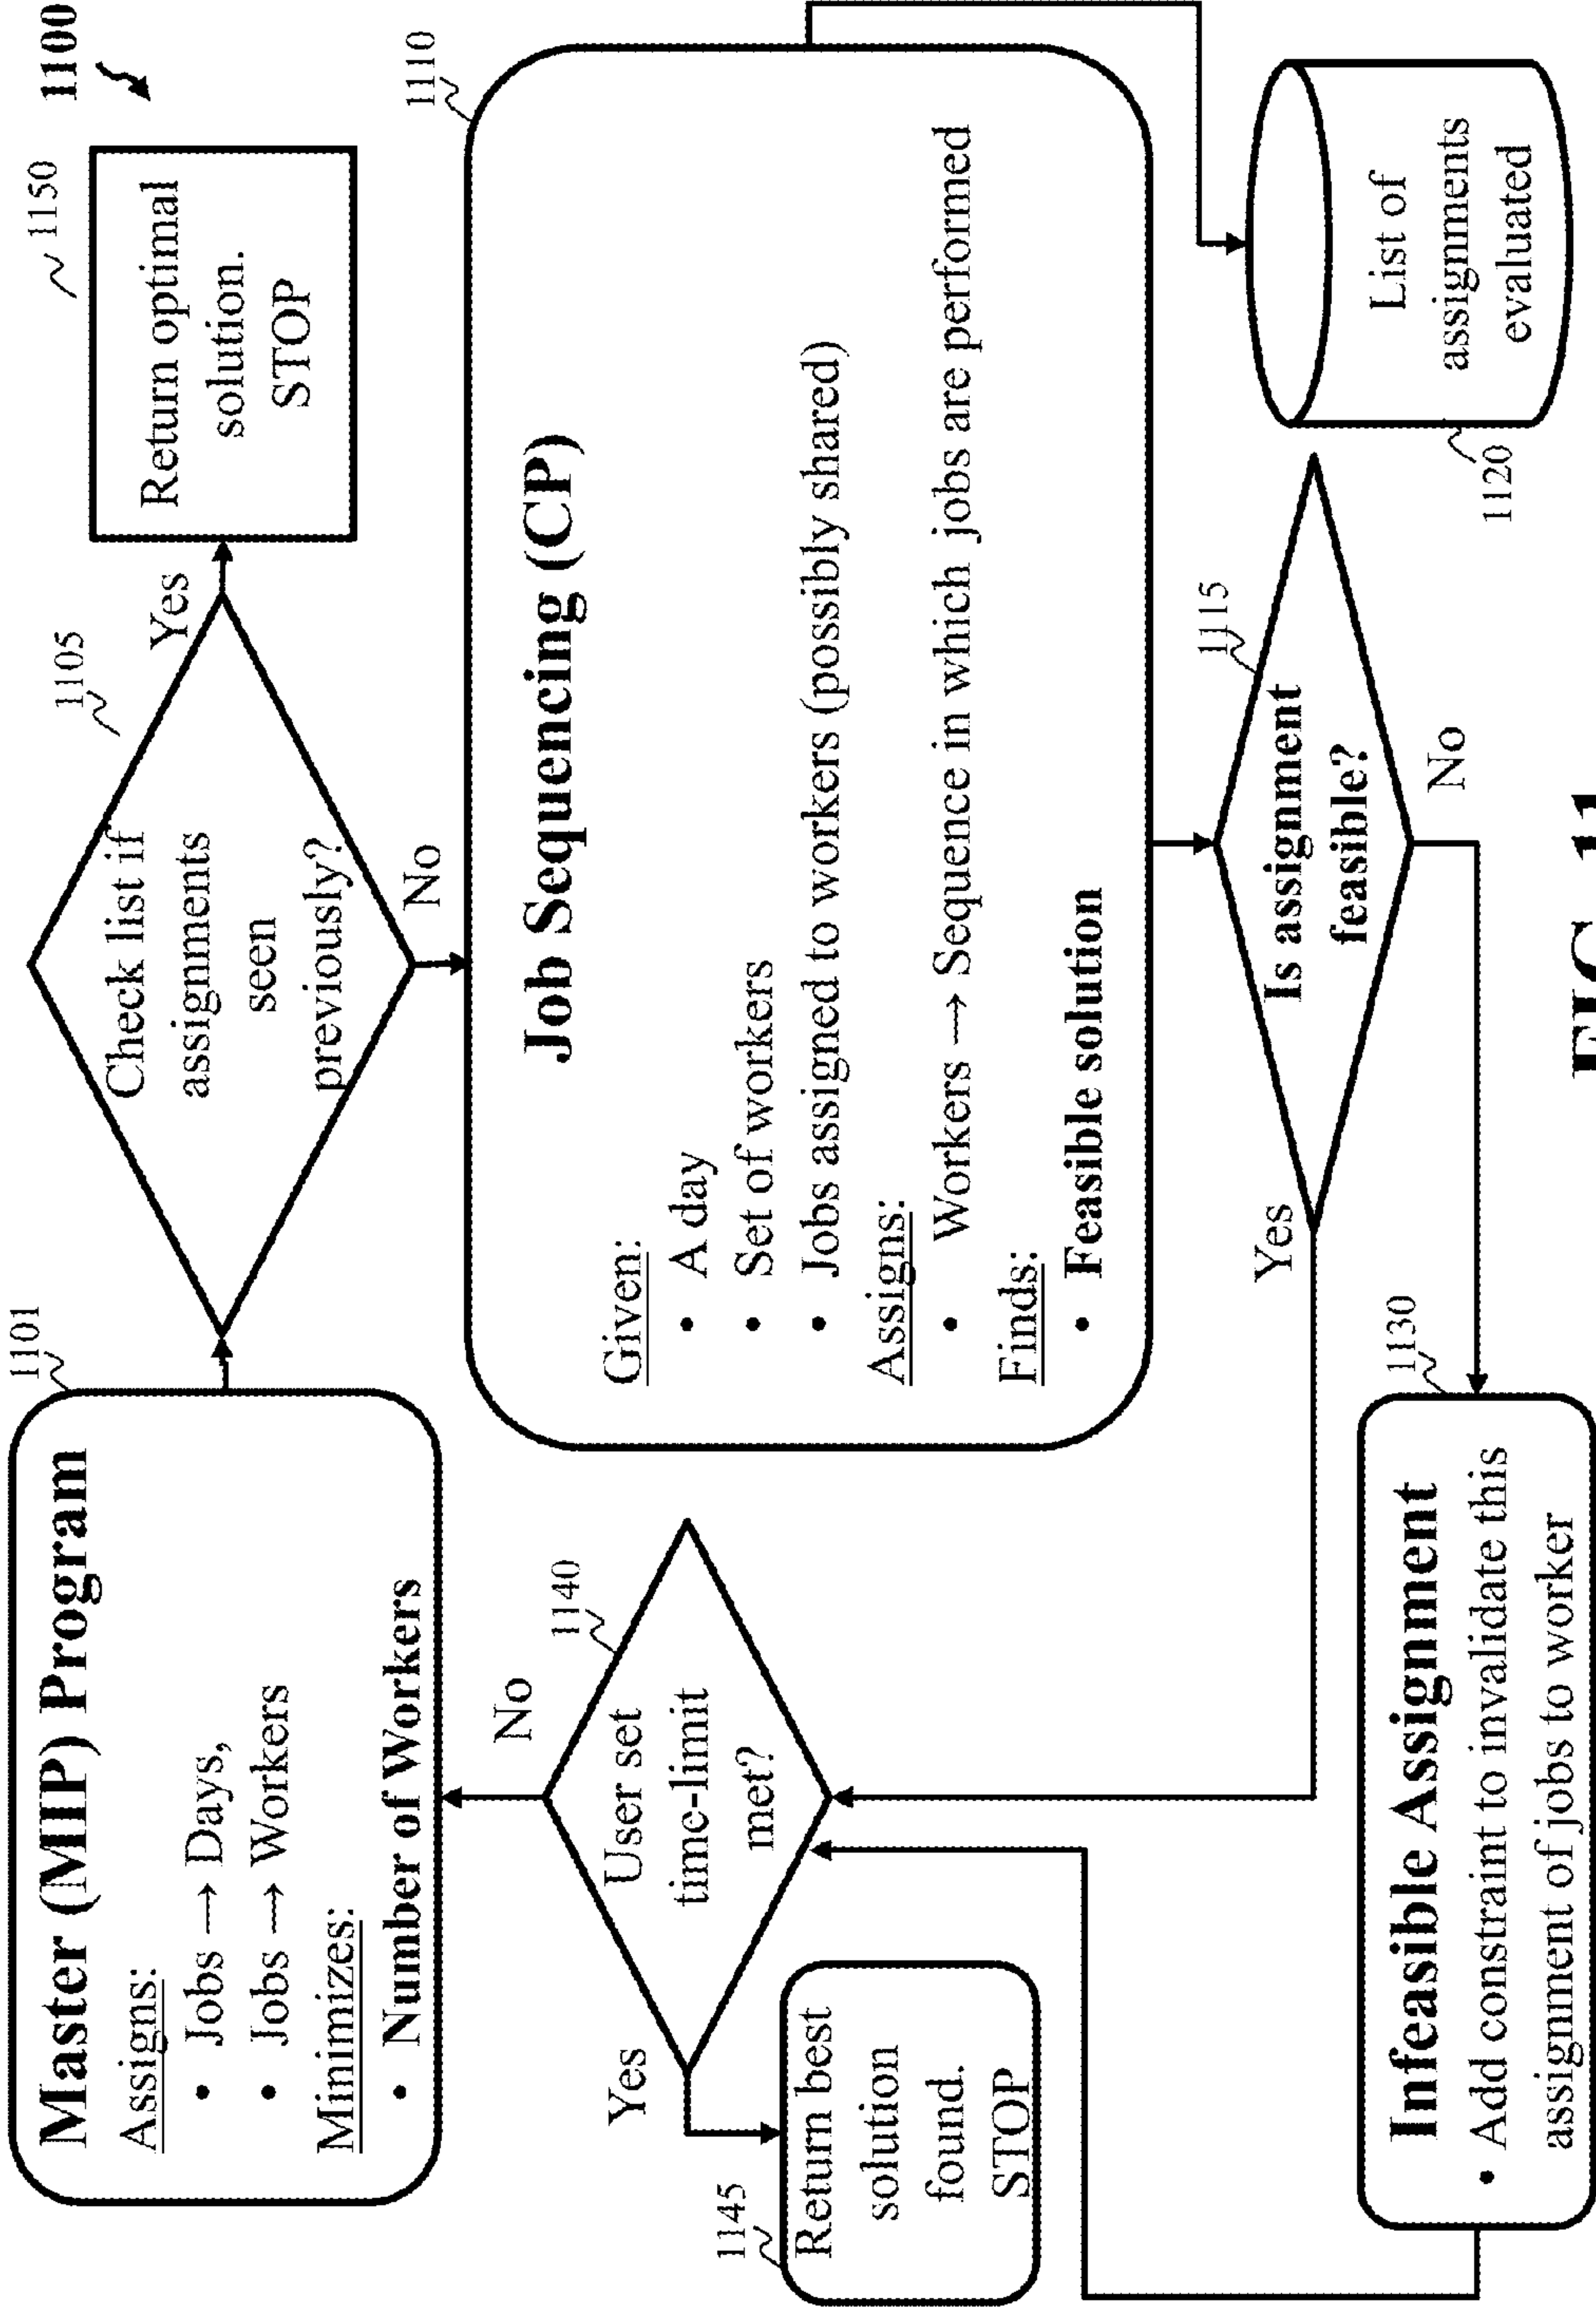 1100
1101
Master (MIP) Program
Assigns:
• Jobs → Days,
• Jobs → Workers
Minimizes:
• Number of Workers
1105
Check list if
assignments
seen
previously?
Yes
No
1150
Return optimal
solution.
STOP
1110
Job Sequencing (CP)
Given:
• A day
• Set of workers
• Jobs assigned to workers (possibly shared)
Assigns:
• Workers → Sequence in which jobs are performed
Finds:
• Feasible solution
1140
User set
time-limit
met?
No
Yes
1145
Return best
solution
found.
STOP
1115
Is assignment
feasible?
Yes
No
1120
List of
assignments
evaluated
1130
Infeasible Assignment
• Add constraint to invalidate this
assignment of jobs to worker
FIG. 11